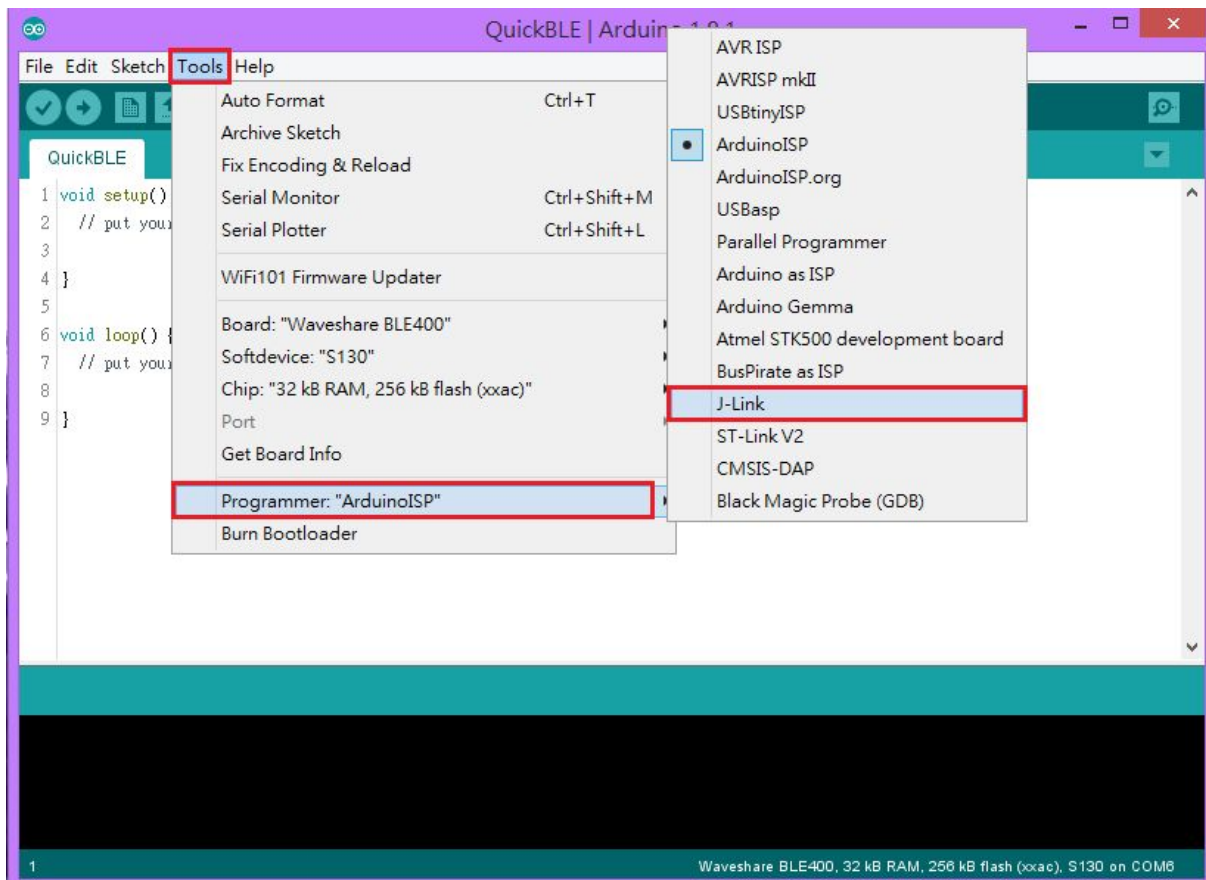 QuickBLE | Arduino 1.8.1
File Edit Sketch Tools Help
QuickBLE
1 void setup()
2 // put your
3
4 }
5
6 void loop() {
7 // put your
8
9 }
Auto Format Ctrl+T
Archive Sketch
Fix Encoding & Reload
Serial Monitor Ctrl+Shift+M
Serial Plotter Ctrl+Shift+L
WiFi101 Firmware Updater
Board: "Waveshare BLE400"
Softdevice: "S130"
Chip: "32 kB RAM, 256 kB flash (xxac)"
Port
Get Board Info
Programmer: "ArduinoISP"
Burn Bootloader
AVR ISP
AVRISP mkII
USBtinyISP
ArduinoISP
ArduinoISP.org
USBasp
Parallel Programmer
Arduino as ISP
Arduino Gemma
Atmel STK500 development board
BusPirate as ISP
J-Link
ST-Link V2
CMSIS-DAP
Black Magic Probe (GDB)
1 Waveshare BLE400, 32 kB RAM, 256 kB flash (xxac), S130 on COM6